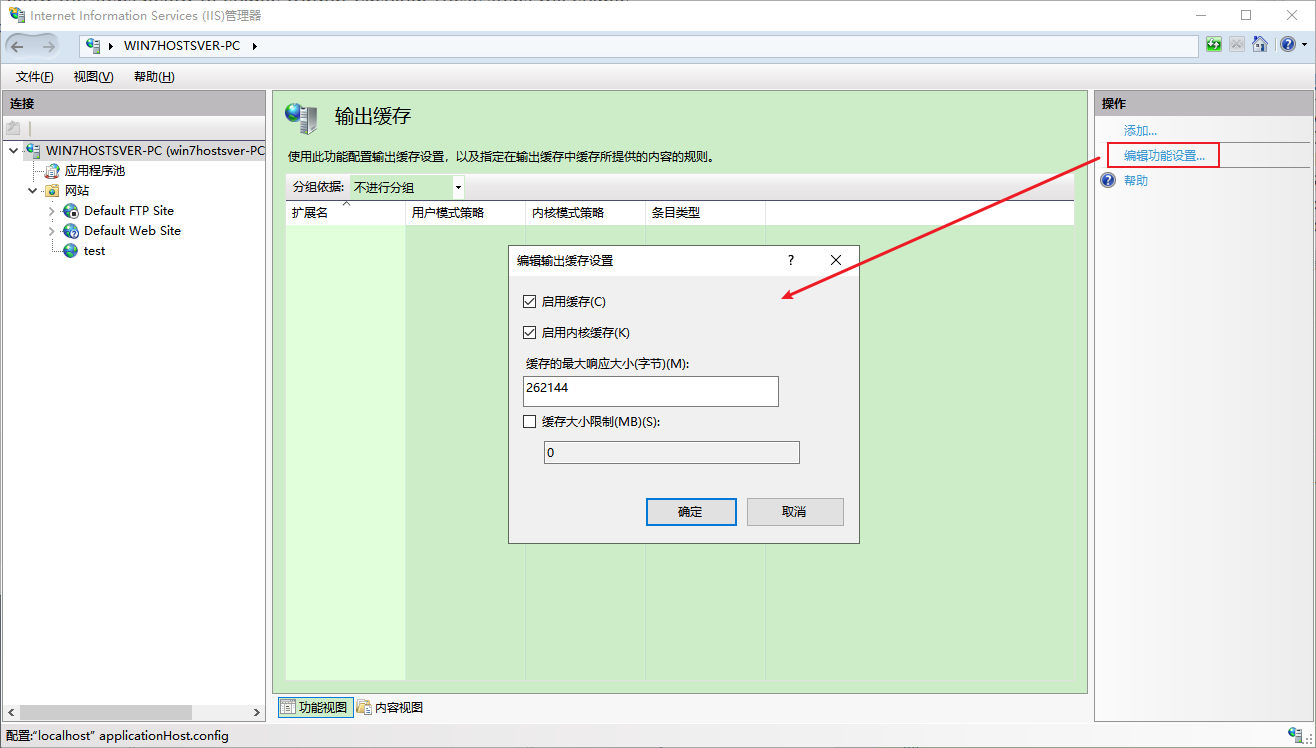 Internet Information Services (IIS)管理器
WIN7HOSTSVER-PC
文件(F) 视图(V) 帮助(H)
连接
WIN7HOSTSVER-PC (win7hostsver-PC
应用程序池
网站
Default FTP Site
Default Web Site
test
输出缓存
使用此功能配置输出缓存设置，以及指定在输出缓存中缓存所提供的内容的规则。
分组依据: 不进行分组
扩展名 用户模式策略 内核模式策略 条目类型
编辑输出缓存设置 ?
启用缓存(C)
启用内核缓存(K)
缓存的最大响应大小(字节)(M):
262144
缓存大小限制(MB)(S):
0
确定 取消
功能视图 内容视图
操作
添加...
编辑功能设置...
帮助
配置:“localhost” applicationHost.config